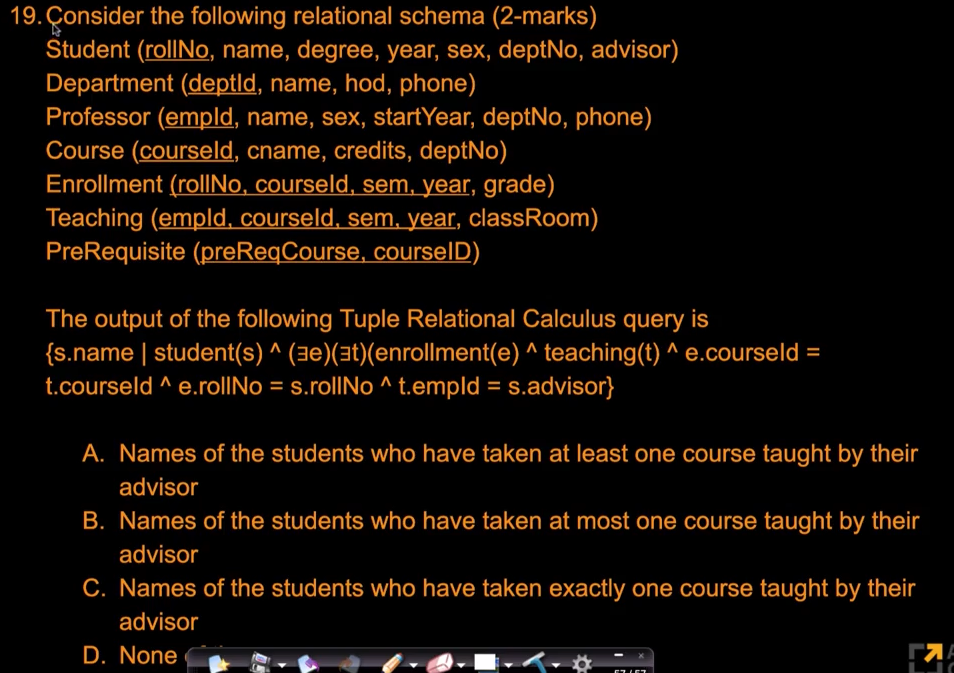 19. Consider the following relational schema (2-marks)
Student (rollNo, name, degree, year, sex, deptNo, advisor)
Department (deptId, name, hod, phone)
Professor (empId, name, sex, startYear, deptNo, phone)
Course (courseId, cname, credits, deptNo)
Enrollment (rollNo, courseId, sem, year, grade)
Teaching (empId, courseId, sem, year, classRoom)
PreRequisite (preReqCourse, courseID)
The output of the following Tuple Relational Calculus query is
{s.name | student(s) ^ (∃e)(∃t)(enrollment(e) ^ teaching(t) ^ e.courseId =
t.courseId ^ e.rollNo = s.rollNo ^ t.empId = s.advisor}
A. Names of the students who have taken at least one course taught by their
advisor
B. Names of the students who have taken at most one course taught by their
advisor
C. Names of the students who have taken exactly one course taught by their
advisor
D. None